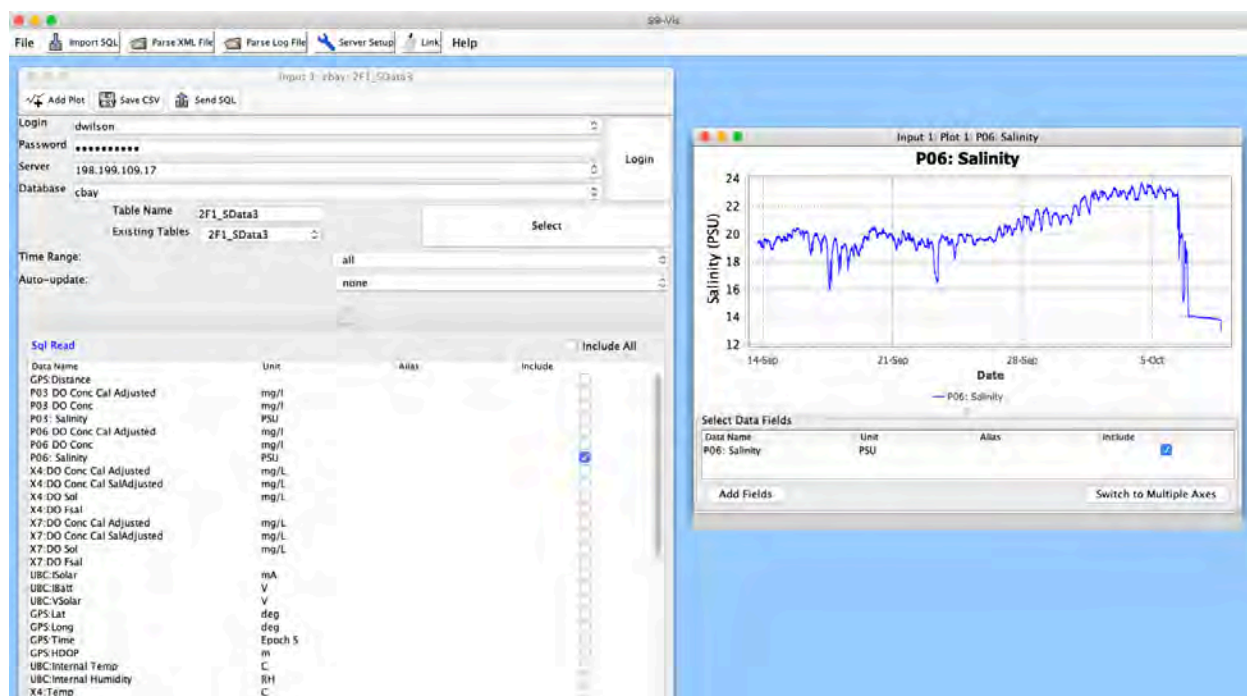 S9-Vis
File Import SQL Parse XML File Parse Log File Server Setup Link Help
Input 1: cbay: 2F1_SData3
Add Plot Save CSV Send SQL
Login dwilson
Password ••••••••••
Login
Server 198.199.109.17
Database cbay
Table Name 2F1_SData3
Existing Tables 2F1_SData3
Select
Time Range: all
Auto-update: none
Sql Read Include All
Data Name Unit Alias Include
GPS:Distance
P03 DO Conc Cal Adjusted mg/l
P03 DO Conc mg/l
P03: Salinity PSU
P06 DO Conc Cal Adjusted mg/l
P06 DO Conc mg/l
P06: Salinity PSU
X4:DO Conc Cal Adjusted mg/L
X4:DO Conc Cal SalAdjusted mg/L
X4:DO Sol mg/L
X4:DO Fsal
X7:DO Conc Cal Adjusted mg/L
X7:DO Conc Cal SalAdjusted mg/L
X7:DO Sol mg/L
X7:DO Fsal
UBC:ISolar mA
UBC:IBatt V
UBC:VSolar V
GPS:Lat deg
GPS:Long deg
GPS:Time Epoch S
GPS:HDOP m
UBC:Internal Temp C
UBC:Internal Humidity RH
X4:Temp C
Input 1: Plot 1: P06: Salinity
P06: Salinity
Salinity (PSU)
24
22
20
18
16
14
12
14-Sep 21-Sep 28-Sep 5-Oct
Date
P06: Salinity
Select Data Fields
Data Name Unit Alias Include
P06: Salinity PSU
Add Fields Switch to Multiple Axes